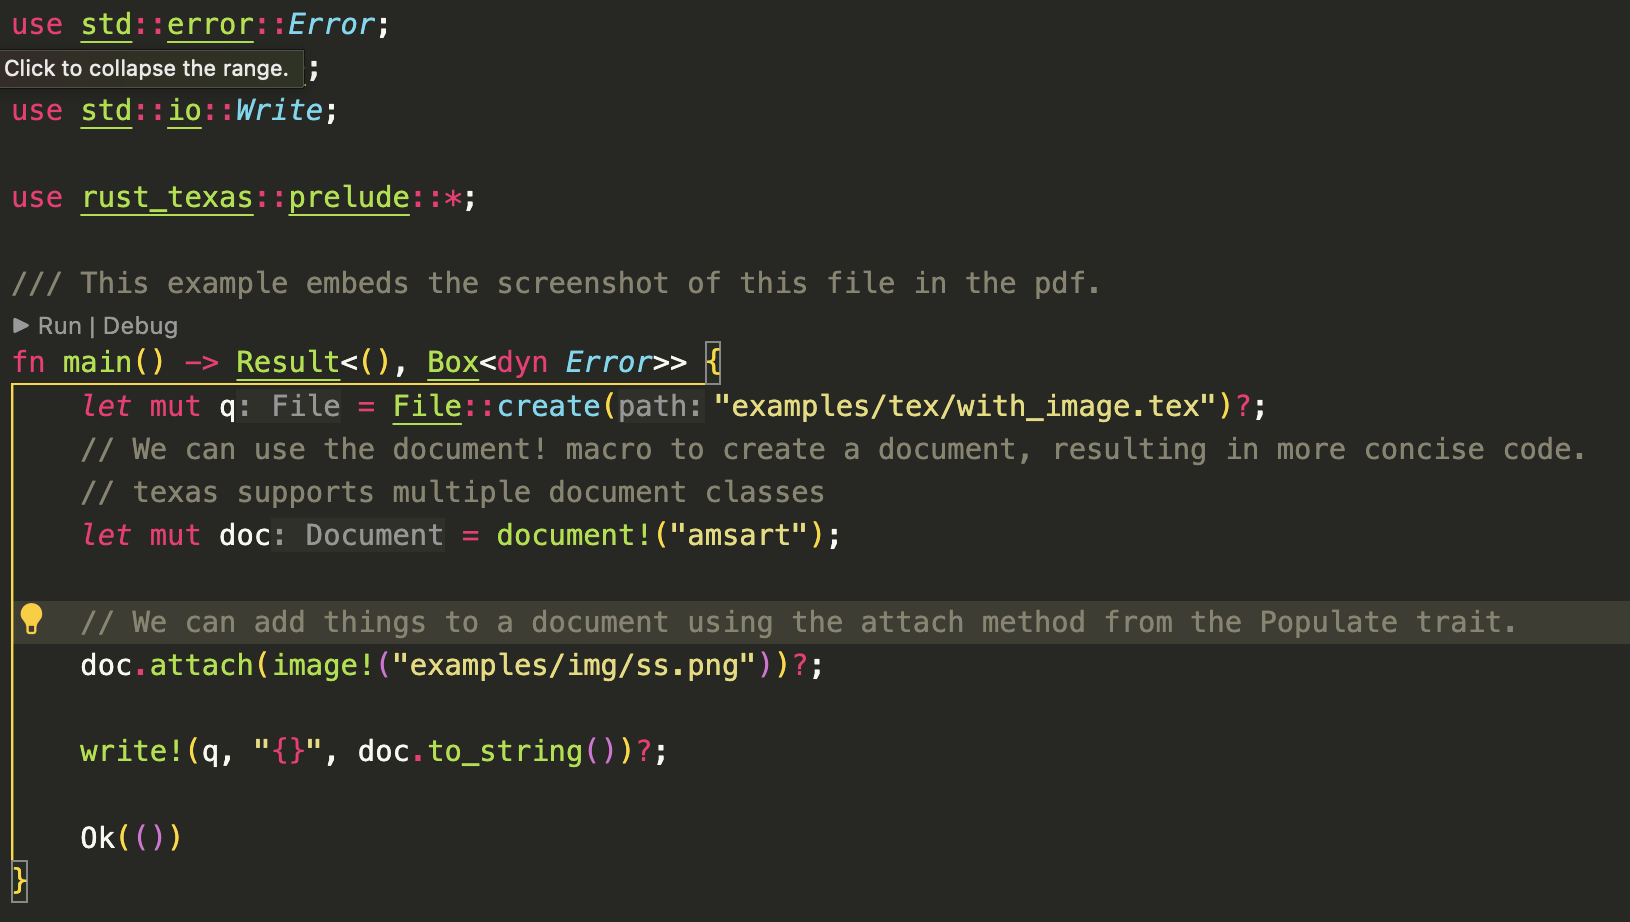 use std::error::Error;
Click to collapse the range. ;
use std::io::Write;
use rust_texas::prelude::*;
/// This example embeds the screenshot of this file in the pdf.
▶ Run | Debug
fn main() -> Result<(), Box<dyn Error>> {
let mut q: File = File::create(path: "examples/tex/with_image.tex")?;
// We can use the document! macro to create a document, resulting in more concise code.
// texas supports multiple document classes
let mut doc: Document = document!("amsart");
// We can add things to a document using the attach method from the Populate trait.
doc.attach(image!("examples/img/ss.png"))?;
write!(q, "{}", doc.to_string())?;
Ok(())
}